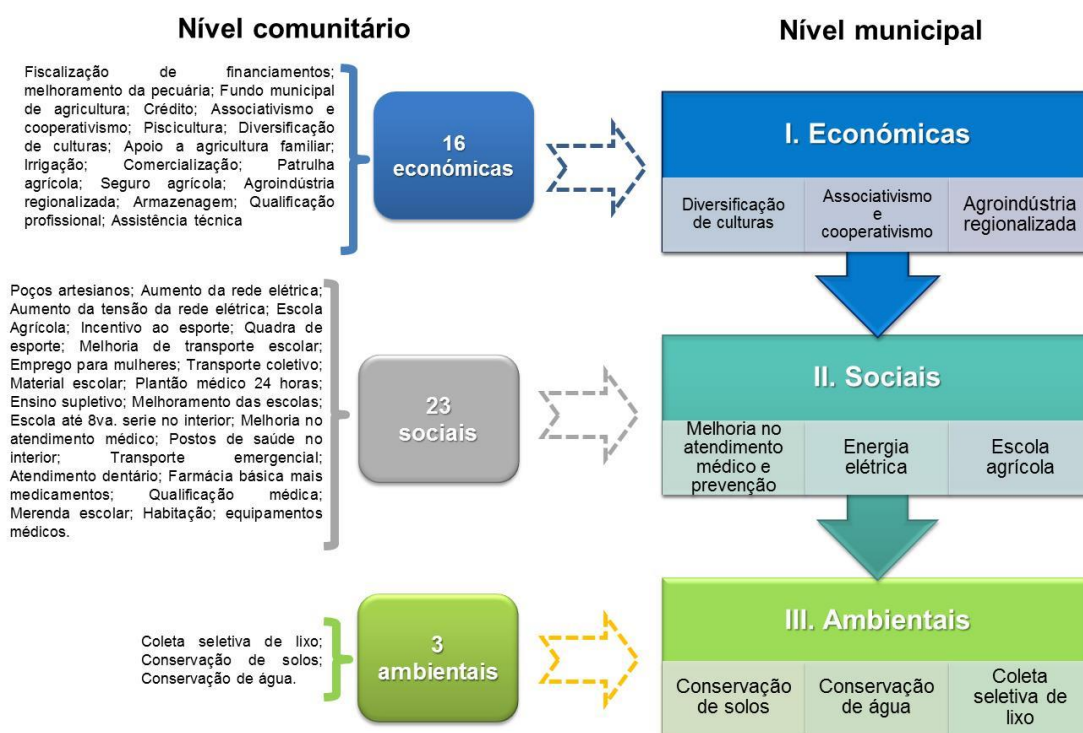 Nível comunitário
Fiscalização de financiamentos;
melhoramento da pecuária; Fundo municipal
de agricultura; Crédito; Associativismo e
cooperativismo; Piscicultura; Diversificação
de culturas; Apoio a agricultura familiar;
Irrigação; Comercialização; Patrulha
agrícola; Seguro agrícola; Agroindústria
regionalizada; Armazenagem; Qualificação
profissional; Assistência técnica
16
económicas
Poços artesianos; Aumento da rede elétrica;
Aumento da tensão da rede elétrica; Escola
Agrícola; Incentivo ao esporte; Quadra de
esporte; Melhoria de transporte escolar;
Emprego para mulheres; Transporte coletivo;
Material escolar; Plantão médico 24 horas;
Ensino supletivo; Melhoramento das escolas;
Escola até 8va. serie no interior; Melhoria no
atendimento médico; Postos de saúde no
interior; Transporte emergencial;
Atendimento dentário; Farmácia básica mais
medicamentos; Qualificação médica;
Merenda escolar; Habitação; equipamentos
médicos.
23
sociais
Coleta seletiva de lixo;
Conservação de solos;
Conservação de água.
3
ambientais
Nível municipal
I. Económicas
Diversificação
de culturas
Associativismo
e
cooperativismo
Agroindústria
regionalizada
II. Sociais
Melhoria no
atendimento
médico e
prevenção
Energia
elétrica
Escola
agrícola
III. Ambientais
Conservação
de solos
Conservação
de água
Coleta
seletiva de
lixo